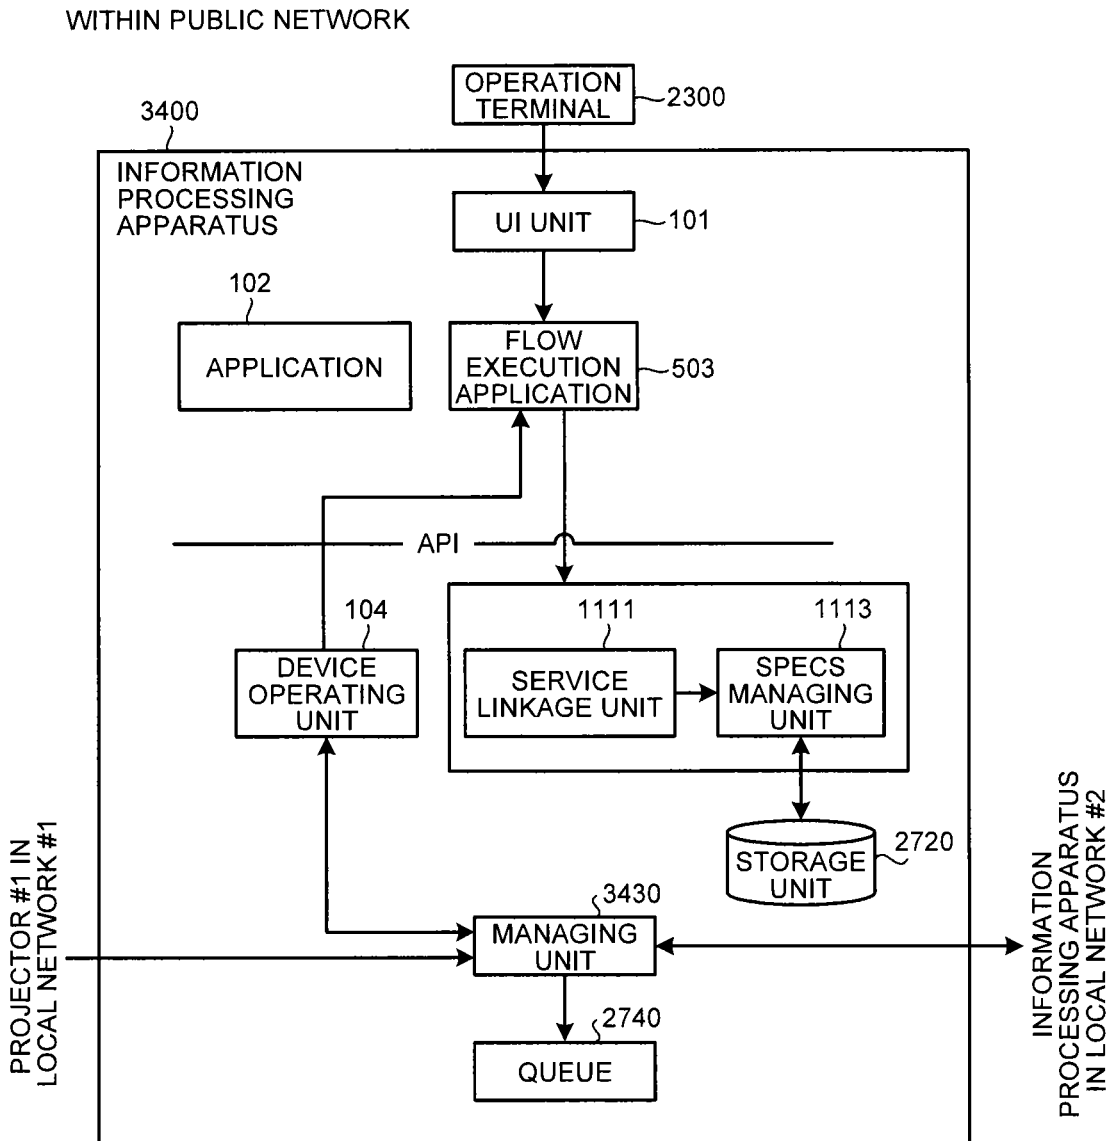 WITHIN PUBLIC NETWORK
OPERATION
TERMINAL
2300
3400
INFORMATION
PROCESSING
APPARATUS
UI UNIT
101
102
APPLICATION
FLOW
EXECUTION
APPLICATION
503
API
104
DEVICE
OPERATING
UNIT
1111
SERVICE
LINKAGE UNIT
1113
SPECS
MANAGING
UNIT
STORAGE
UNIT
2720
3430
MANAGING
UNIT
2740
QUEUE
PROJECTOR #1 IN
LOCAL NETWORK #1
INFORMATION
PROCESSING APPARATUS
IN LOCAL NETWORK #2